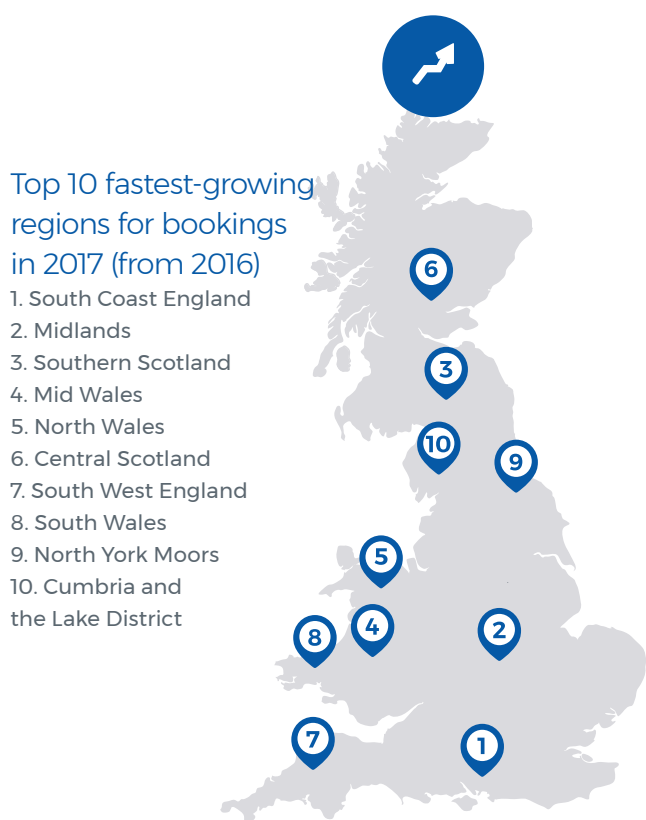 Top 10 fastest-growing
regions for bookings
in 2017 (from 2016)
1. South Coast England
2. Midlands
3. Southern Scotland
4. Mid Wales
5. North Wales
6. Central Scotland
7. South West England
8. South Wales
9. North York Moors
10. Cumbria and
the Lake District
6
3
10
9
5
4
2
8
7
1